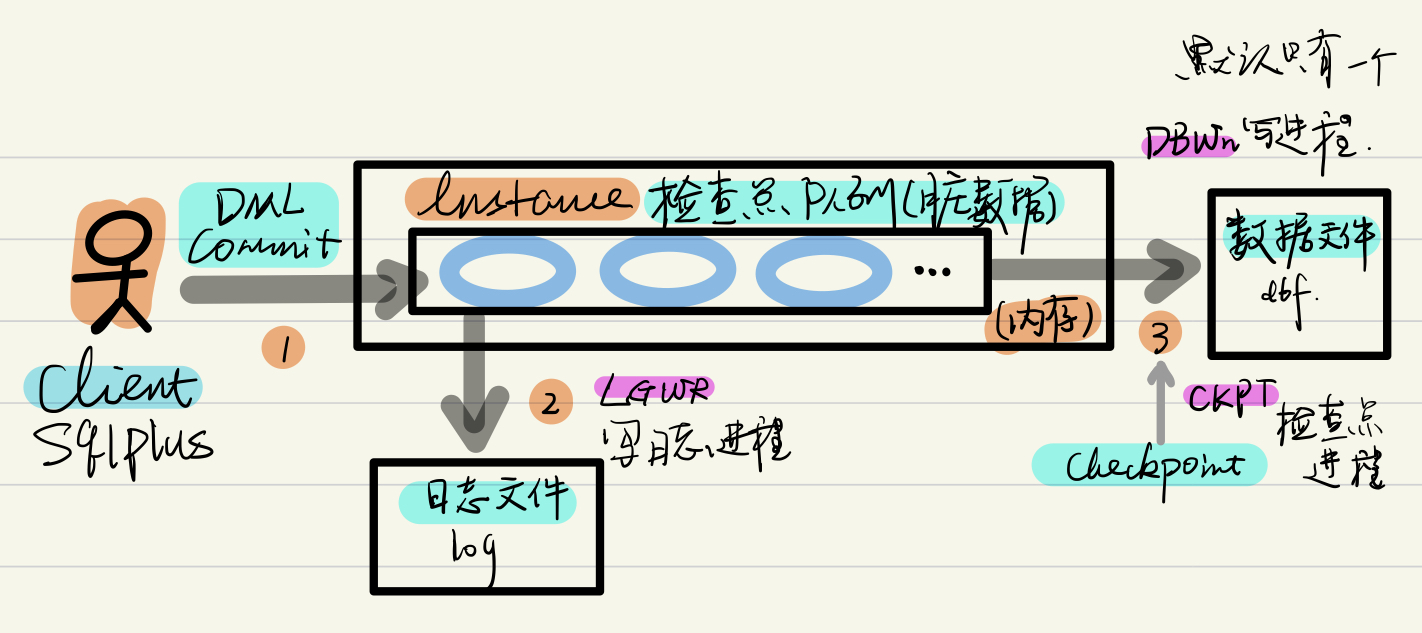 默认只有一个
DBWn 写进程.
DML
Commit
Instance 检查点、(脏数据)
数据文件
dbf.
...
(内存)
1
3
Client
Sqlplus
2
LGWR
写日志进程
CKPT
检查点
进程
Checkpoint
日志文件
log